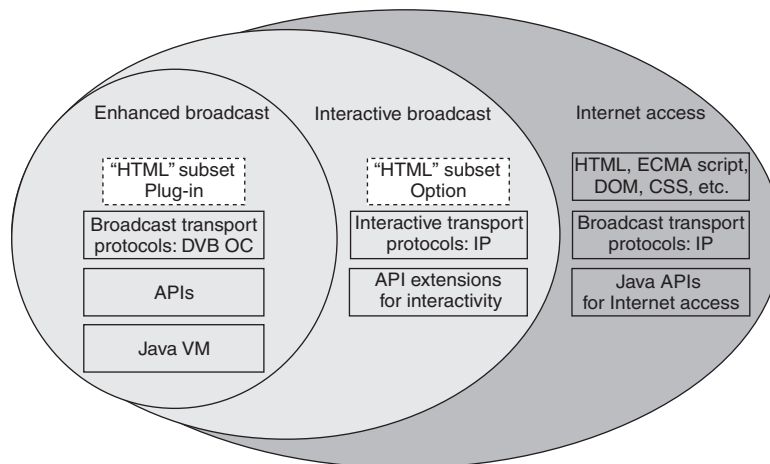 Enhanced broadcast
Interactive broadcast
Internet access
“HTML” subset
Plug-in
Broadcast transport
protocols: DVB OC
APIs
Java VM
“HTML” subset
Option
Interactive transport
protocols: IP
API extensions
for interactivity
HTML, ECMA script,
DOM, CSS, etc.
Broadcast transport
protocols: IP
Java APIs
for Internet access